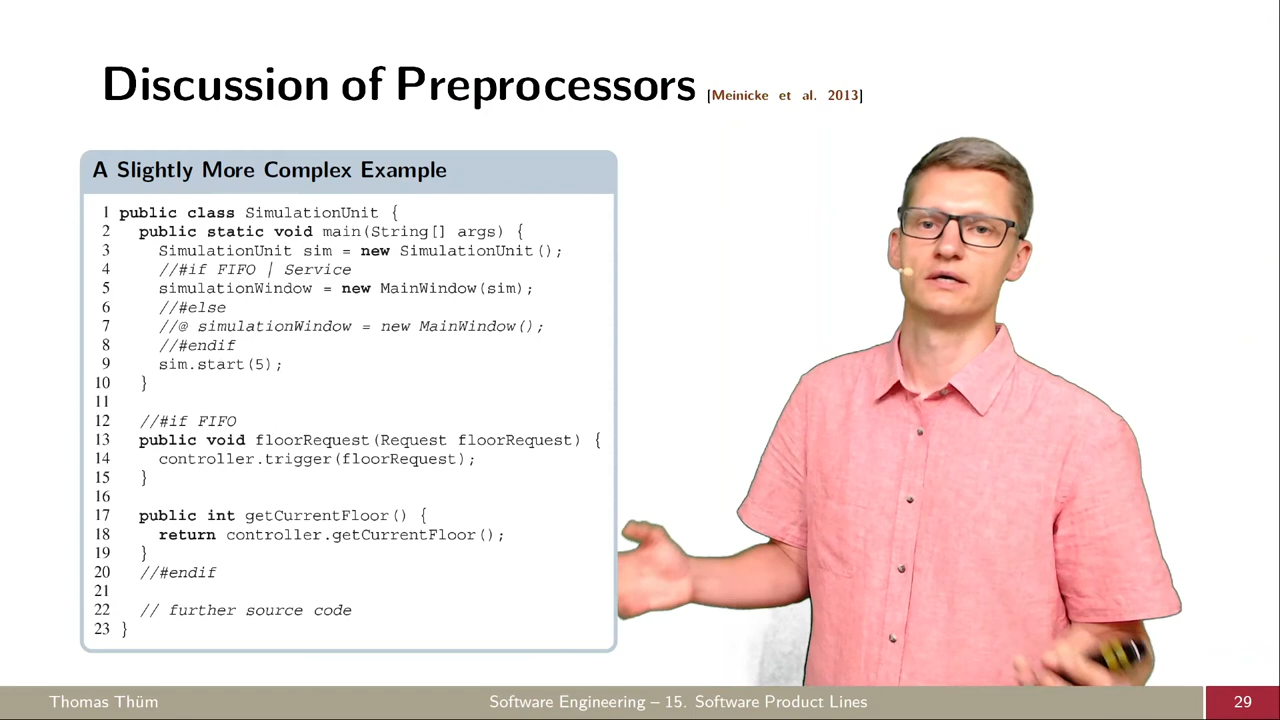 Discussion of Preprocessors [Meinicke et al. 2013]
A Slightly More Complex Example
1 public class SimulationUnit {
2 public static void main(String[] args) {
3 SimulationUnit sim = new SimulationUnit();
4 //#if FIFO | Service
5 simulationWindow = new MainWindow(sim);
6 //#else
7 //@ simulationWindow = new MainWindow();
8 //#endif
9 sim.start(5);
10 }
11
12 //#if FIFO
13 public void floorRequest(Request floorRequest) {
14 controller.trigger(floorRequest);
15 }
16
17 public int getCurrentFloor() {
18 return controller.getCurrentFloor();
19 }
20 //#endif
21
22 // further source code
23 }
Thomas Thüm Software Engineering – 15. Software Product Lines 29